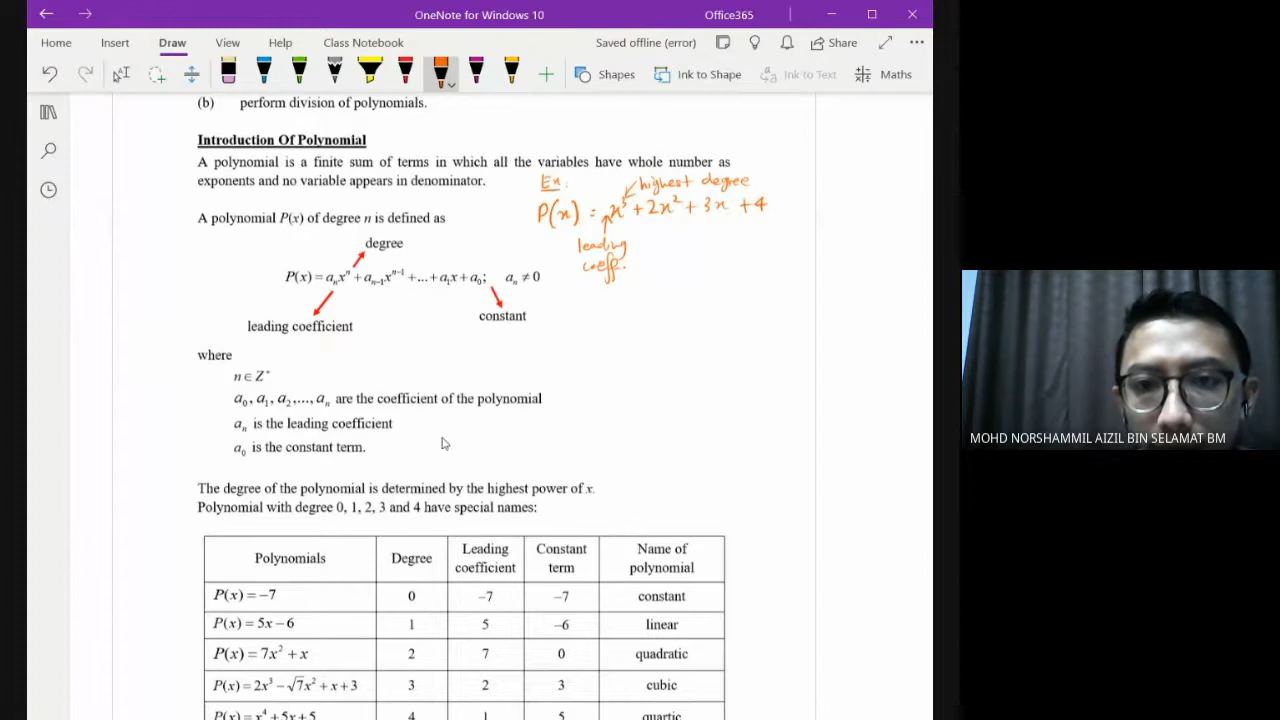 OneNote for Windows 10
Office365
Home Insert Draw View Help Class Notebook
Saved offline (error)
Share
Shapes Ink to Shape Ink to Text Maths
(b) perform division of polynomials.
Introduction Of Polynomial
A polynomial is a finite sum of terms in which all the variables have whole number as
exponents and no variable appears in denominator.
Ex:
highest degree
P(x) = x³ + 2x² + 3x + 4
leading
coeff.
A polynomial P(x) of degree n is defined as
degree
P(x) = aₙxⁿ + aₙ₋₁xⁿ⁻¹ + ... + a₁x + a₀; aₙ ≠ 0
leading coefficient
constant
where
n ∈ Z⁺
a₀, a₁, a₂,..., aₙ are the coefficient of the polynomial
aₙ is the leading coefficient
a₀ is the constant term.
The degree of the polynomial is determined by the highest power of x.
Polynomial with degree 0, 1, 2, 3 and 4 have special names:
Polynomials Degree Leading coefficient Constant term Name of polynomial
P(x) = −7 0 −7 −7 constant
P(x) = 5x − 6 1 5 −6 linear
P(x) = 7x² + x 2 7 0 quadratic
P(x) = 2x³ − √7x² + x + 3 3 2 3 cubic
P(x) = x⁴ + 5x + 5 4 1 5 quartic
MOHD NORSHAMMIL AIZIL BIN SELAMAT BM